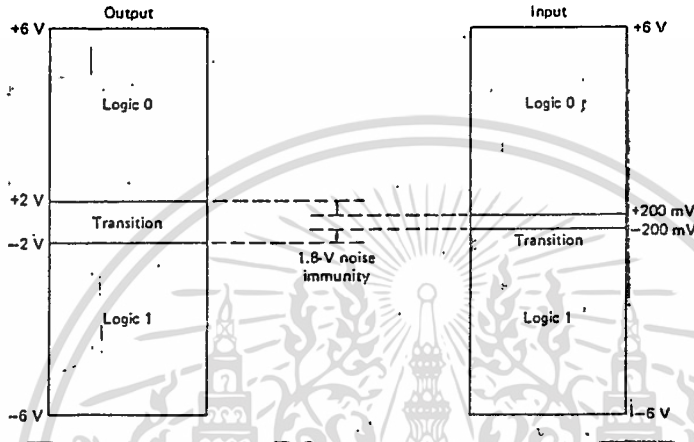 Output
Input
+6 V
+6 V
Logic 0
Logic 0
+2 V
+200 mV
Transition
-200 mV
-2 V
Transition
1.8-V noise
immunity
Logic 1
Logic 1
-6 V
-6 V